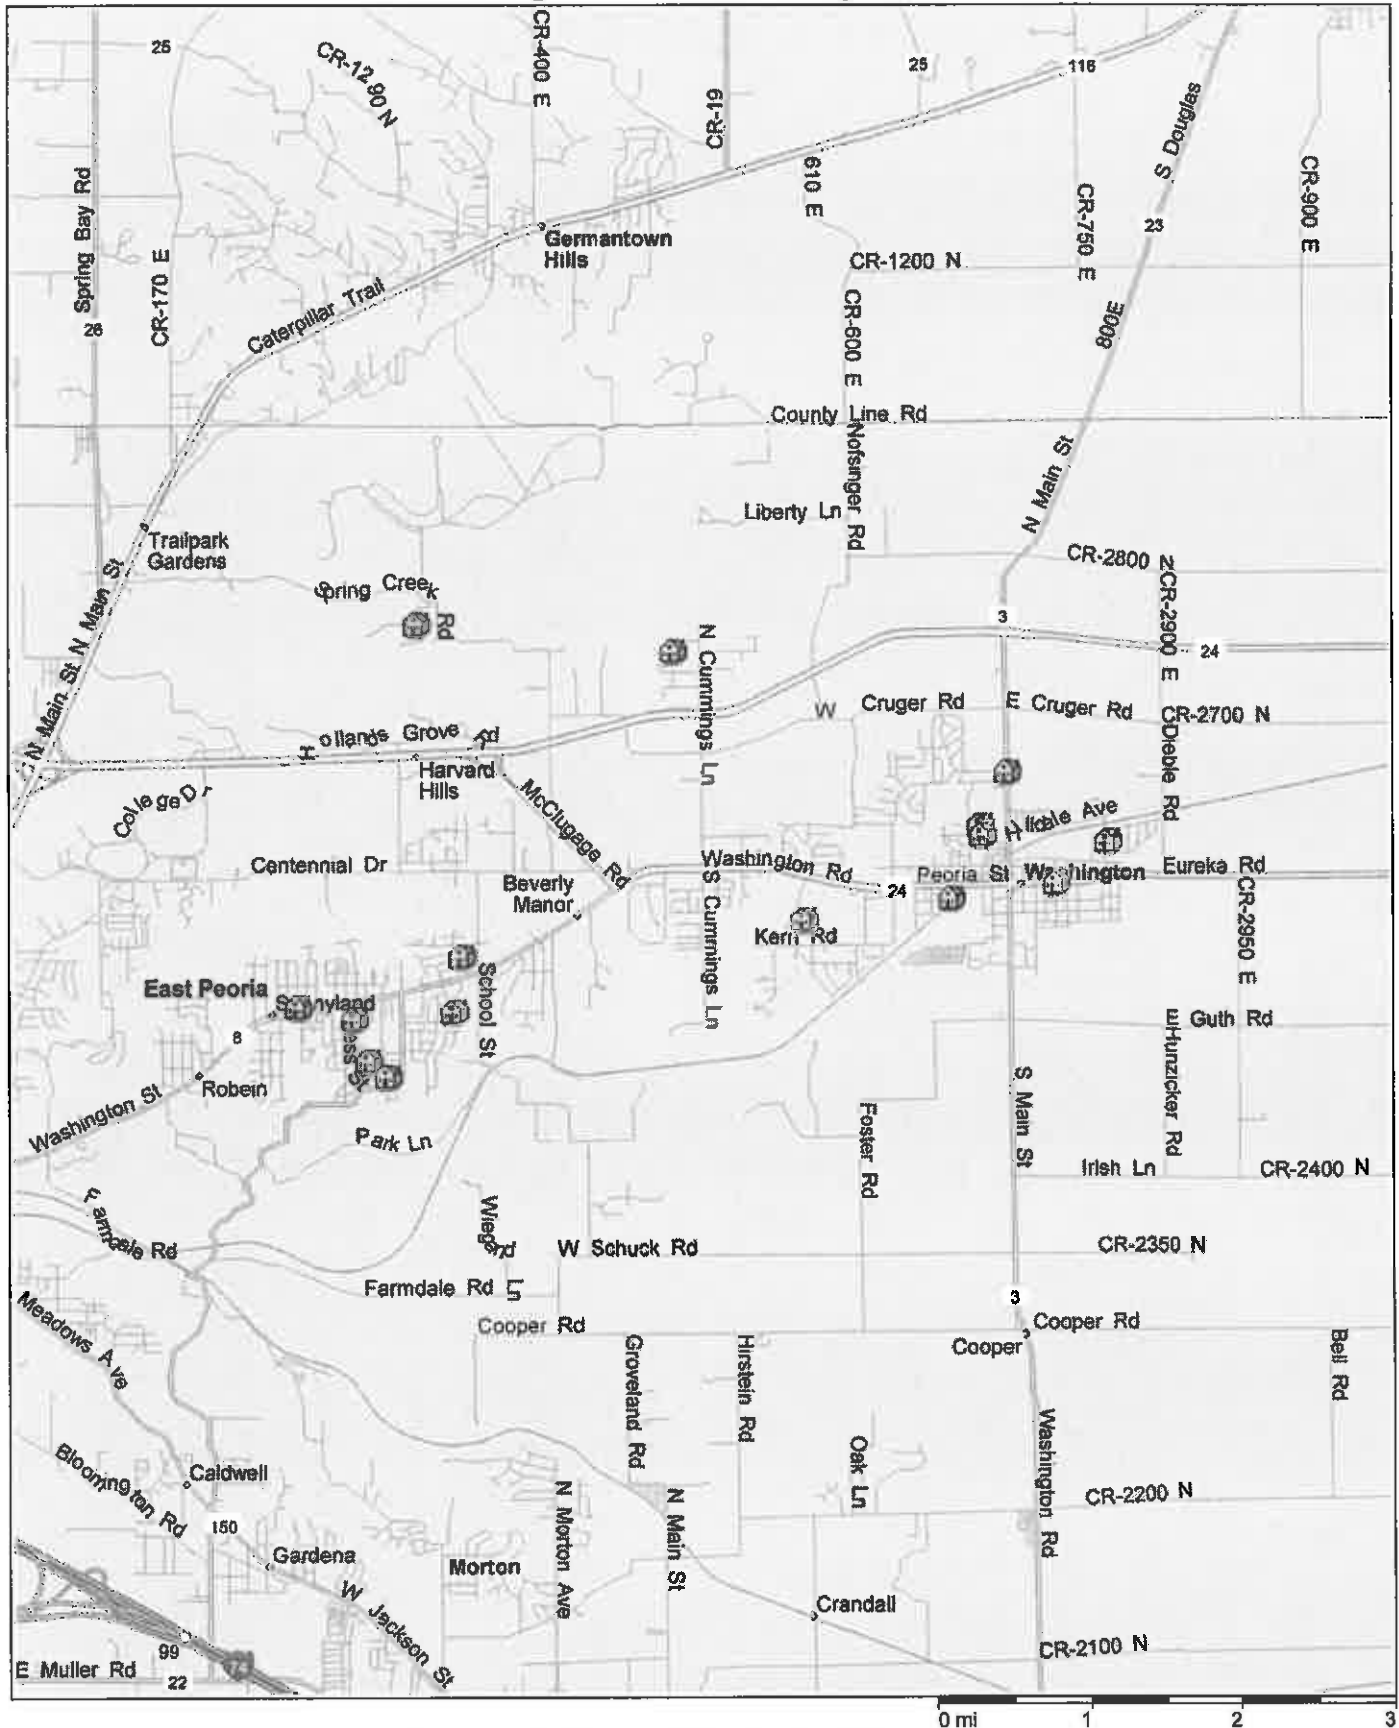 25
CR-1290 N
CR-400 E
CR-19
25
116
S Douglas
Spring Bay Rd
CR-170 E
610 E
CR-750 E
23
CR-900 E
Germantown
Hills
CR-1200 N
26
Caterpillar Trail
CR-600 E
800E
County Line Rd
Nofsinger Rd
N Main St
Liberty Ln
Trailpark
Gardens
CR-2800 N
CR-2900 E
Spring Creek Rd
N Main St
N Main St
3
24
N Cummings Ln
W Cruger Rd
E Cruger Rd
CR-2700 N
Dieble Rd
Hollands Grove Rd
Harvard
Hills
College Dr
McClugage Rd
Centennial Dr
Washington Rd
Beverly
Manor
S Cummings Ln
24
Peoria St
Washington
Eureka Rd
CR-2950 E
Kern Rd
East Peoria
School St
8
Robein
Washington St
Park Ln
Guth Rd
E Hunzicker Rd
S Main St
Foster Rd
Irish Ln
CR-2400 N
Farmdale Rd
W Schuck Rd
CR-2350 N
Farmdale Rd
Ln
3
Cooper Rd
Cooper Rd
Cooper
Meadows Ave
Groveland Rd
Hirstein Rd
Bell Rd
Washington Rd
Oak Ln
Caldwell
Bloomington Rd
150
Gardena
N Morton Ave
N Main St
CR-2200 N
Morton
W Jackson St
Crandall
CR-2100 N
99
22
E Muller Rd
0 mi 1 2 3